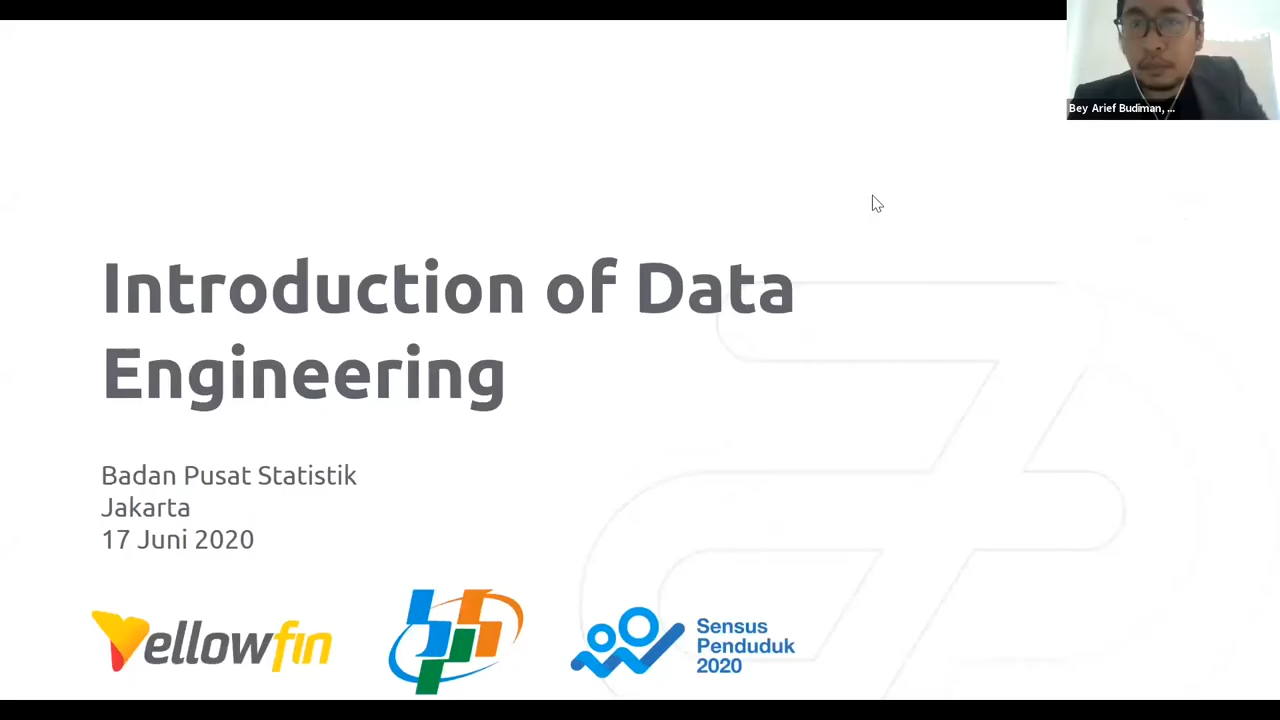 Bey Arief Budiman, ...
Introduction of Data
Engineering
Badan Pusat Statistik
Jakarta
17 Juni 2020
Yellowfin
Sensus
Penduduk
2020